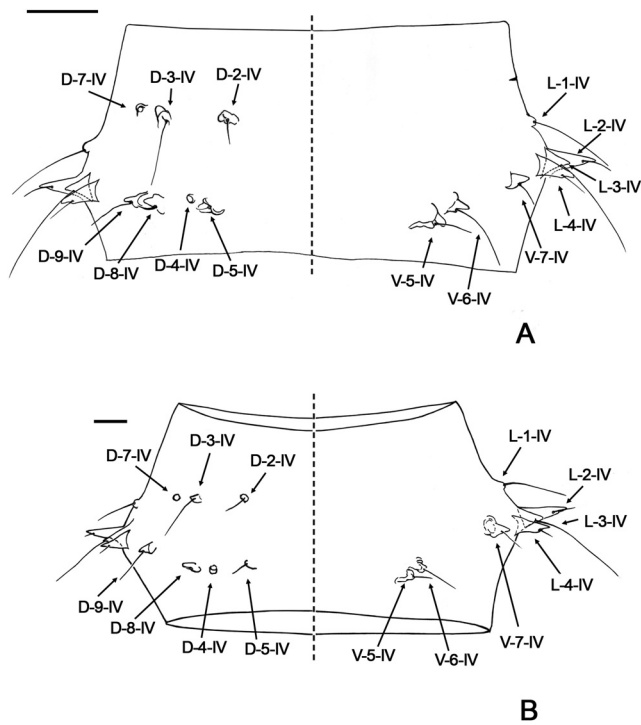 D-7-IV D-3-IV D-2-IV L-1-IV
L-2-IV
L-3-IV
L-4-IV
D-9-IV D-8-IV D-4-IV D-5-IV V-5-IV V-6-IV V-7-IV
A
D-7-IV D-3-IV D-2-IV L-1-IV
L-2-IV
L-3-IV
L-4-IV
D-9-IV
D-8-IV
D-4-IV D-5-IV V-5-IV V-6-IV V-7-IV
B